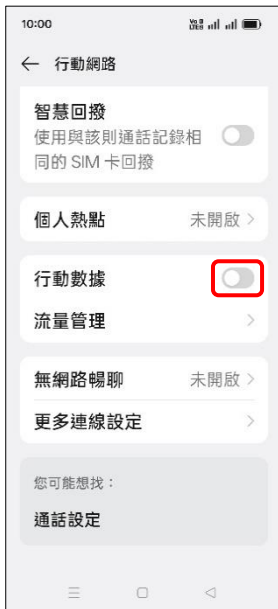 10:00
行動網路
智慧回撥
使用與該則通話記錄相
同的 SIM 卡回撥
個人熱點 未開啟
行動數據
流量管理
無網路暢聊 未開啟
更多連線設定
您可能想找：
通話設定